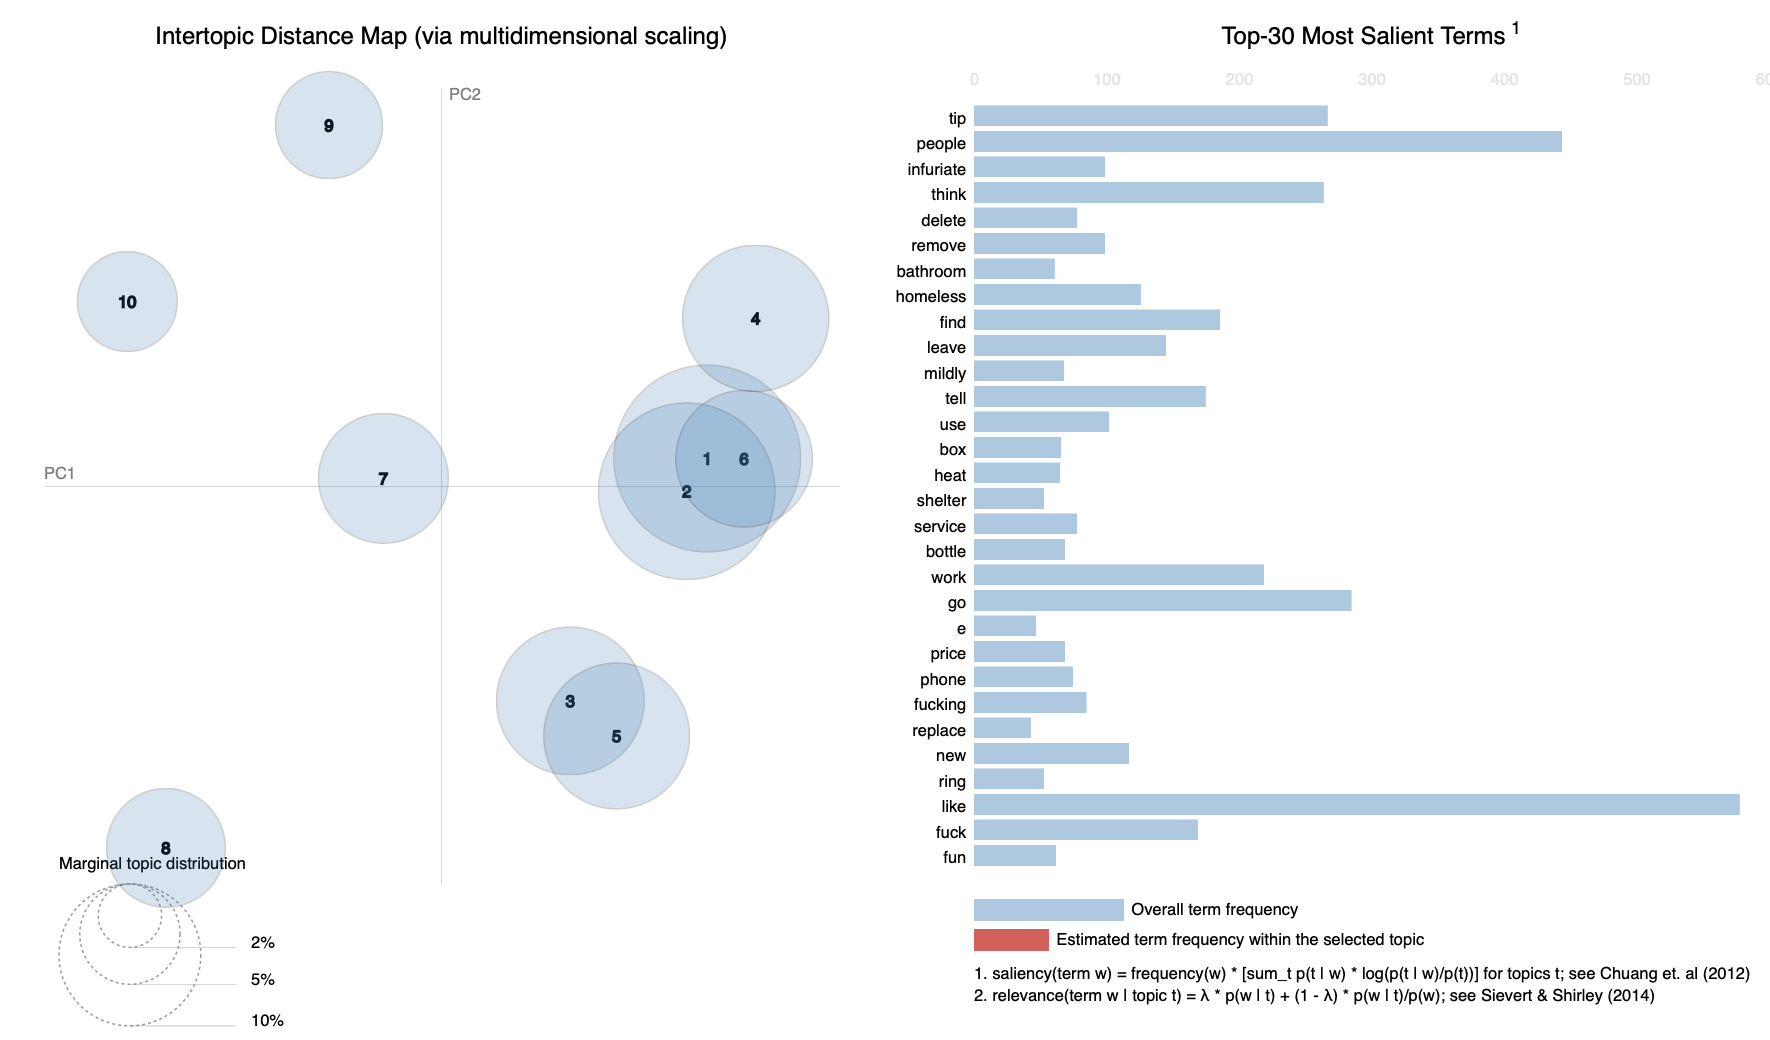 Intertopic Distance Map (via multidimensional scaling)
PC2
PC1
9
10
4
7
1
6
2
3
5
8
Marginal topic distribution
2%
5%
10%
Top-30 Most Salient Terms 1
0 100 200 300 400 500
tip
people
infuriate
think
delete
remove
bathroom
homeless
find
leave
mildly
tell
use
box
heat
shelter
service
bottle
work
go
e
price
phone
fucking
replace
new
ring
like
fuck
fun
Overall term frequency
Estimated term frequency within the selected topic
1. saliency(term w) = frequency(w) * [sum_t p(t | w) * log(p(t | w)/p(t))] for topics t; see Chuang et. al (2012)
2. relevance(term w | topic t) = λ * p(w | t) + (1 - λ) * p(w | t)/p(w); see Sievert & Shirley (2014)